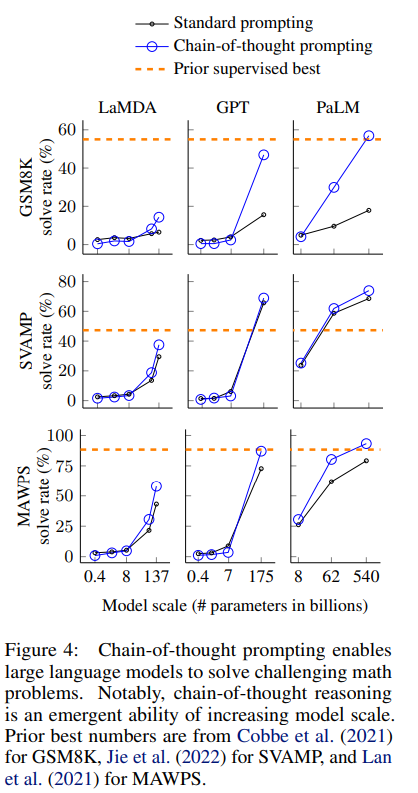 Standard prompting
Chain-of-thought prompting
Prior supervised best
LaMDA GPT PaLM
GSM8K
solve rate (%)
60
40
20
0
SVAMP
solve rate (%)
80
60
40
20
0
MAWPS
solve rate (%)
100
75
50
25
0
0.4 8 137 0.4 7 175 8 62 540
Model scale (# parameters in billions)
Figure 4: Chain-of-thought prompting enables
large language models to solve challenging math
problems. Notably, chain-of-thought reasoning
is an emergent ability of increasing model scale.
Prior best numbers are from Cobbe et al. (2021)
for GSM8K, Jie et al. (2022) for SVAMP, and Lan
et al. (2021) for MAWPS.